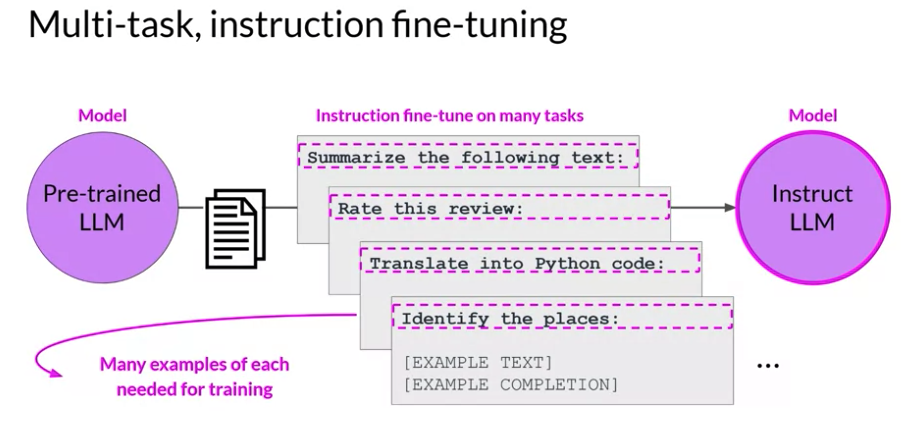 Multi-task, instruction fine-tuning
Model
Instruction fine-tune on many tasks
Model
Pre-trained
LLM
Summarize the following text:
Rate this review:
Translate into Python code:
Identify the places:
[EXAMPLE TEXT]
[EXAMPLE COMPLETION]
...
Instruct
LLM
Many examples of each
needed for training